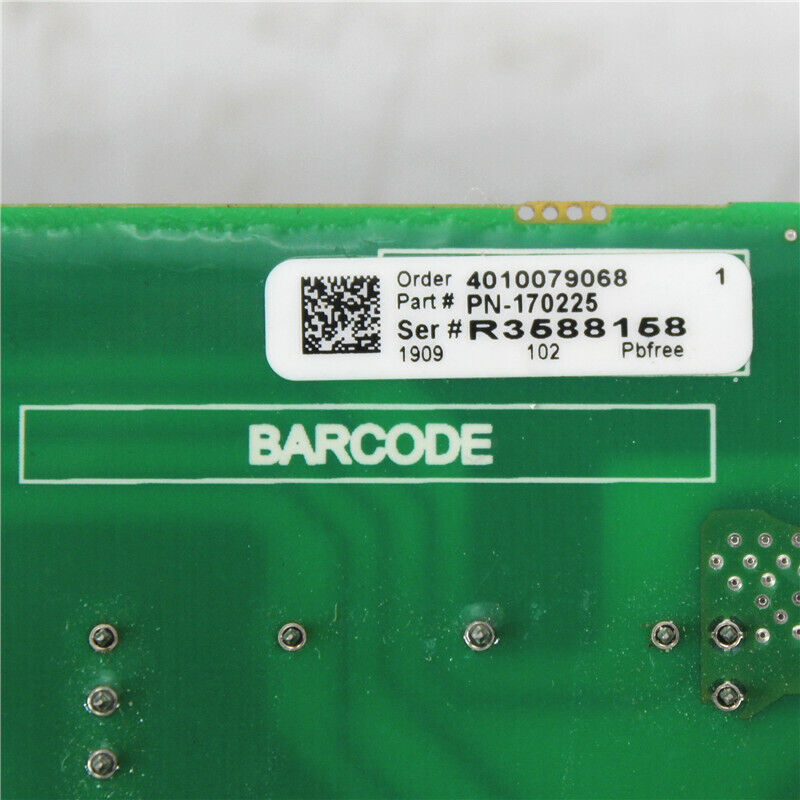 Order 4010079068 1
Part # PN-170225
Ser # R3588158
1909 102 Pbfree
BARCODE